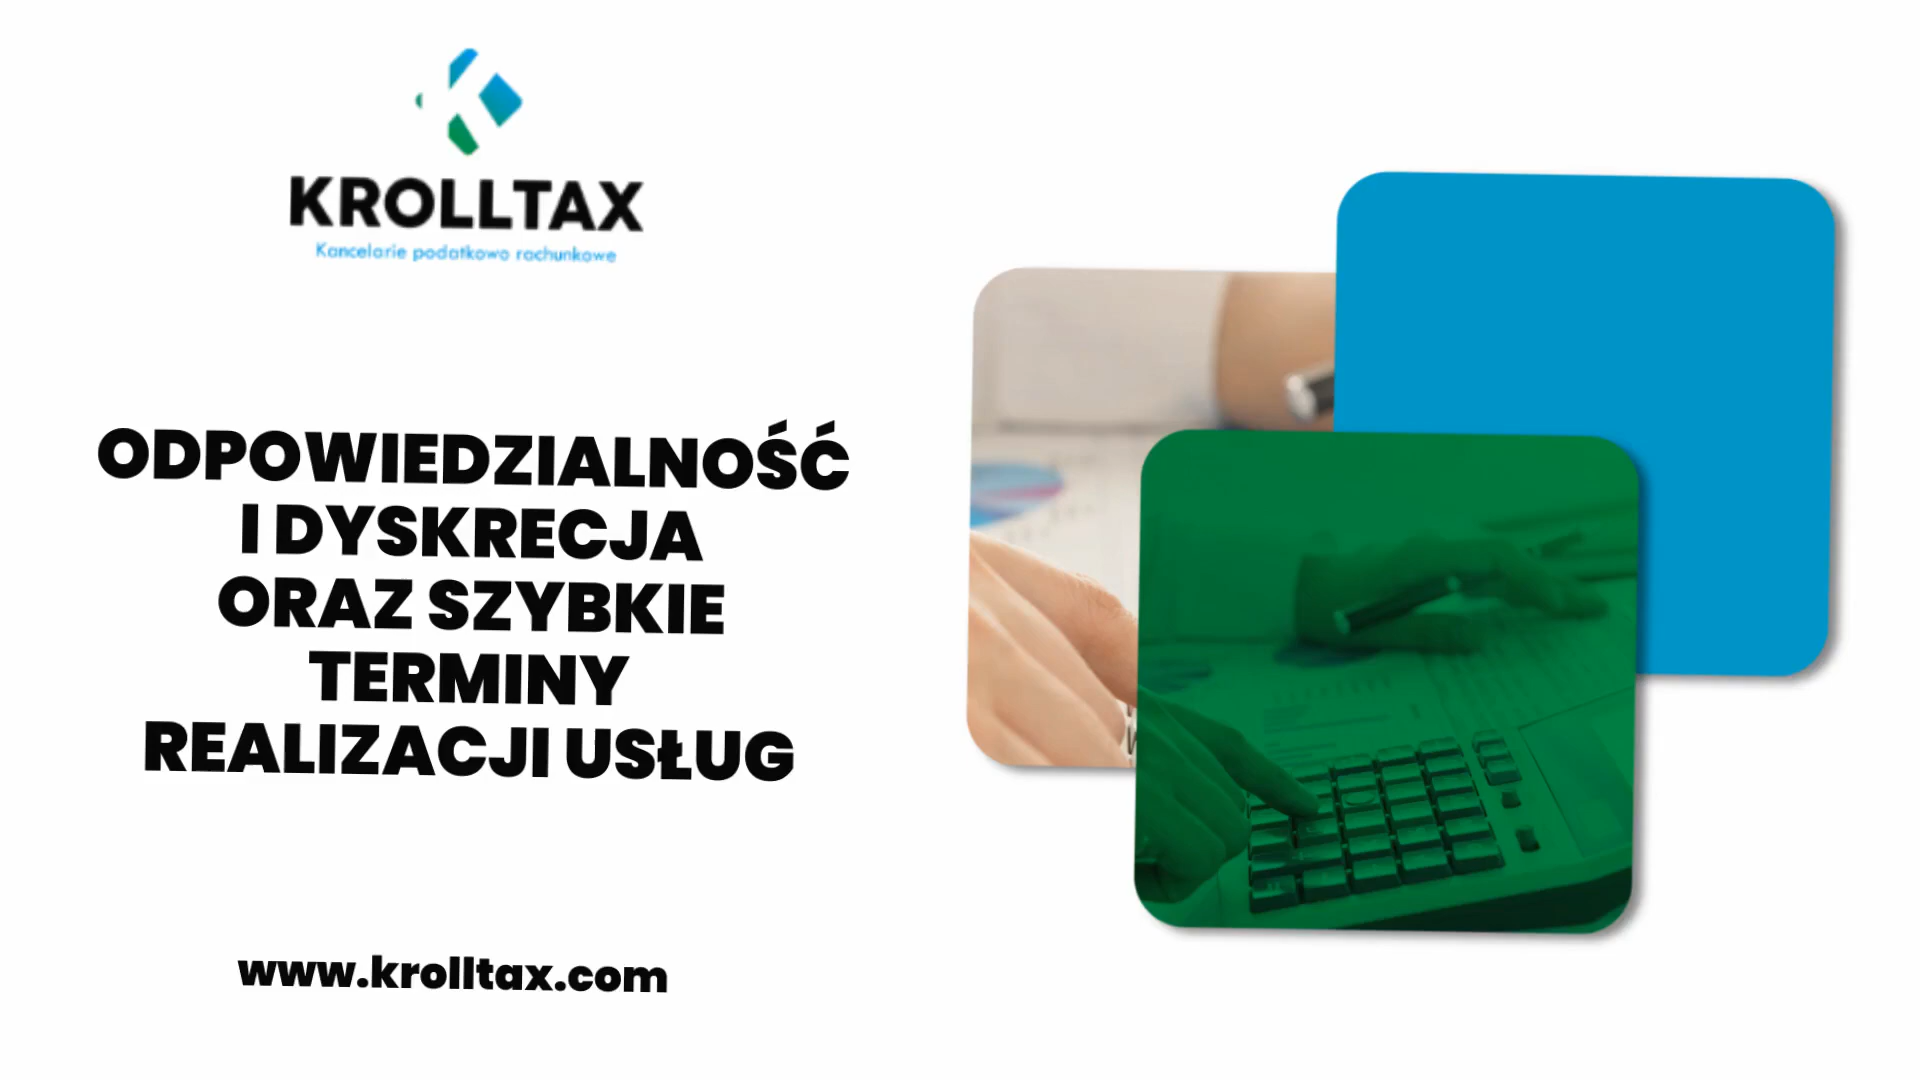 KROLLTAX
Kancelarie podatkowo rachunkowe
ODPOWIEDZIALNOŚĆ
I DYSKRECJA
ORAZ SZYBKIE
TERMINY
REALIZACJI USŁUG
www.krolltax.com